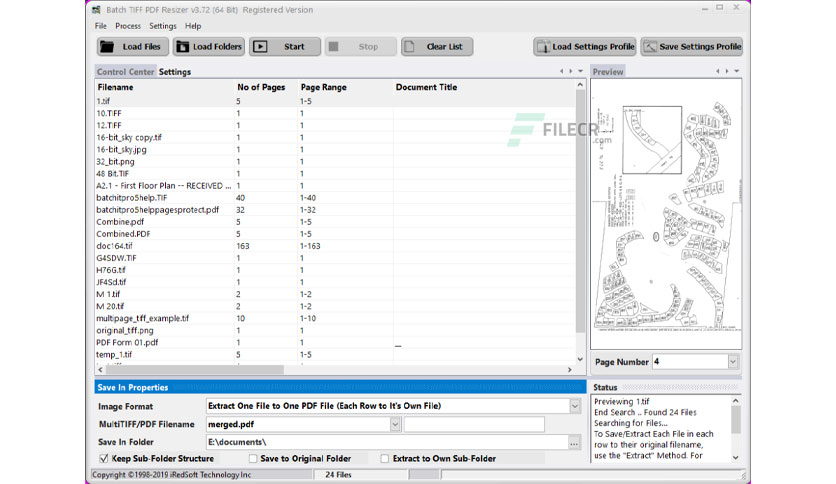 Batch TIFF PDF Resizer v3.72 (64 Bit) Registered Version
File Process Settings Help
Load Files Load Folders Start Stop Clear List Load Settings Profile Save Settings Profile
Control Center Settings
Preview
Filename No of Pages Page Range Document Title
1.tif 5 1-5
10.TIFF 1 1
12.TIFF 1 1
16-bit_sky copy.tif 1 1
16-bit_sky.jpg 1 1
32_bit.png 1 1
48 Bit.TIF 1 1
A2.1 - First Floor Plan -- RECEIVED ... 1 1
batchitpro5help.TIF 40 1-40
batchitpro5helppagesprotect.pdf 32 1-32
Combine.pdf 5 1-5
Combined.PDF 5 1-5
doc164.tif 163 1-163
G4SDW.TIF 1 1
H76G.tif 1 1
JF4Sd.tif 1 1
M 1.tif 2 1-2
M 20.tif 2 1-2
multipage_tiff_example.tif 10 1-10
original_tiff.png 1 1
PDF Form 01.pdf 1 1
temp_1.tif 5 1-5
FILECR
.com
Page Number 4
Save In Properties
Image Format Extract One File to One PDF File (Each Row to It's Own File)
MultiTIFF/PDF Filename merged.pdf
Save In Folder E:\documents\ ...
Keep Sub-Folder Structure Save to Original Folder Extract to Own Sub-Folder
Status
Previewing 1.tif
End Search .. Found 24 Files
Searching for Files...
To Save/Extract Each File in each
row to their original filename,
use the "Extract" Method. For
Copyright ©1998-2019 iRedSoft Technology Inc 24 Files